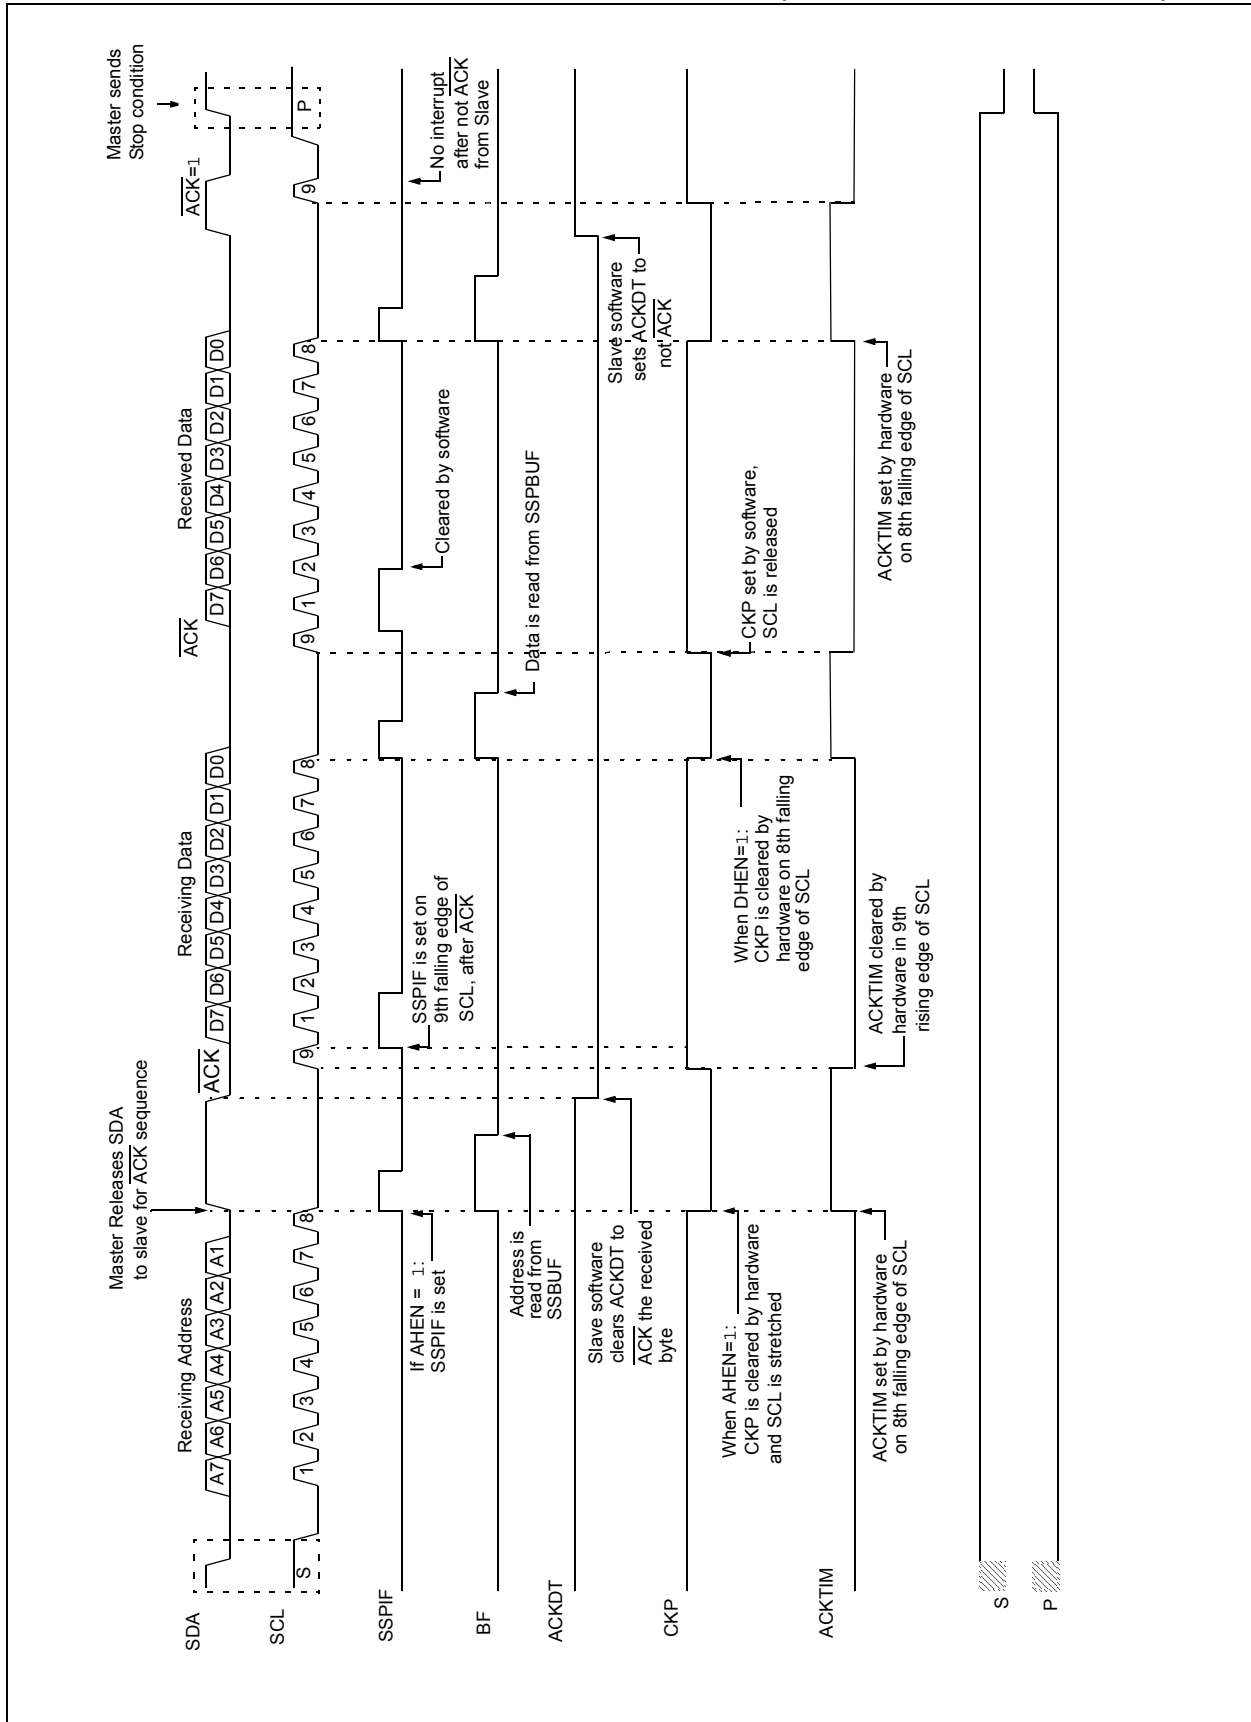 Master Releases SDA
to slave for ACK sequence
Master sends
Stop condition
Receiving Address
Receiving Data
Received Data
ACK
ACK
ACK=1
SDA
A7 A6 A5 A4 A3 A2 A1
D7 D6 D5 D4 D3 D2 D1 D0
D7 D6 D5 D4 D3 D2 D1 D0
SCL
S
1 2 3 4 5 6 7 8 9
1 2 3 4 5 6 7 8 9
1 2 3 4 5 6 7 8 9
P
SSPIF
If AHEN = 1:
SSPIF is set
SSPIF is set on
9th falling edge of
SCL, after ACK
Cleared by software
No interrupt
after not ACK
from Slave
BF
Address is
read from
SSBUF
Data is read from SSPBUF
ACKDT
Slave software
clears ACKDT to
ACK the received
byte
Slave software
sets ACKDT to
not ACK
CKP
When AHEN=1:
CKP is cleared by hardware
and SCL is stretched
When DHEN=1:
CKP is cleared by
hardware on 8th falling
edge of SCL
CKP set by software,
SCL is released
ACKTIM
ACKTIM set by hardware
on 8th falling edge of SCL
ACKTIM cleared by
hardware in 9th
rising edge of SCL
ACKTIM set by hardware
on 8th falling edge of SCL
S
P